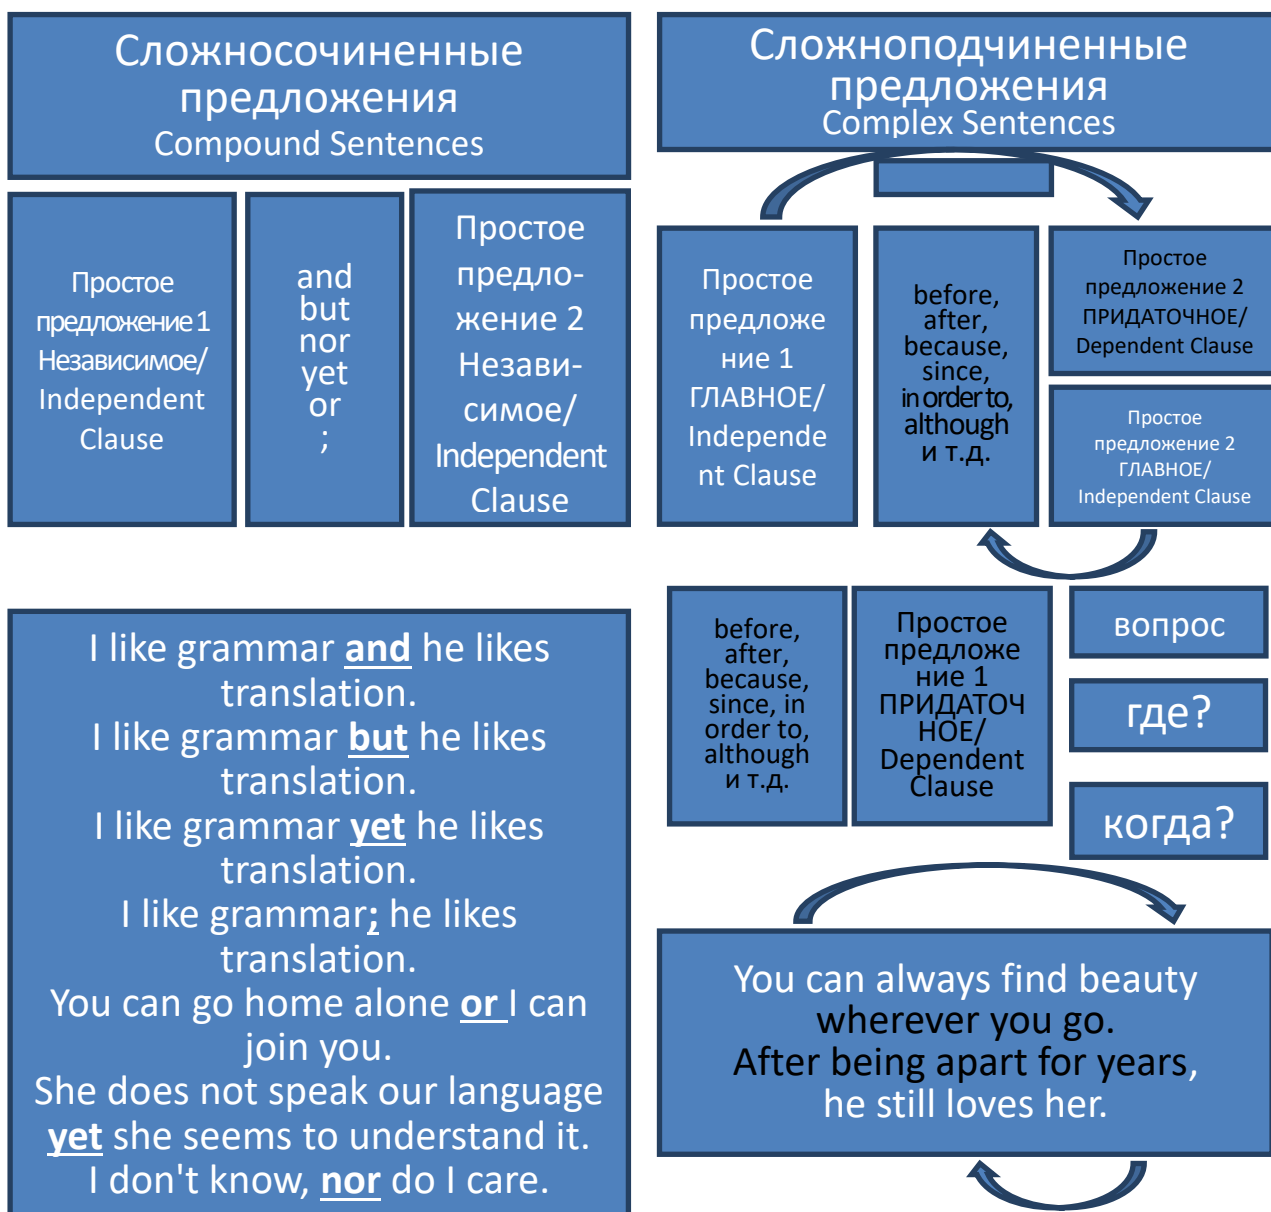 Сложносочиненные
предложения
Compound Sentences
Простое
предложение 1
Независимое/
Independent
Clause
and
but
nor
yet
or
;
Простое
предло-
жение 2
Незави-
симое/
Independent
Clause
I like grammar and he likes
translation.
I like grammar but he likes
translation.
I like grammar yet he likes
translation.
I like grammar; he likes
translation.
You can go home alone or I can
join you.
She does not speak our language
yet she seems to understand it.
I don't know, nor do I care.
Сложноподчиненные
предложения
Complex Sentences
Простое
предложе
ние 1
ГЛАВНОЕ/
Independe
nt Clause
before,
after,
because,
since,
in order to,
although
и т.д.
Простое
предложение 2
ПРИДАТОЧНОЕ/
Dependent Clause
Простое
предложение 2
ГЛАВНОЕ/
Independent Clause
before,
after,
because,
since, in
order to,
although
и т.д.
Простое
предложе
ние 1
ПРИДАТОЧ
НОЕ/
Dependent
Clause
вопрос
где?
когда?
You can always find beauty
wherever you go.
After being apart for years,
he still loves her.